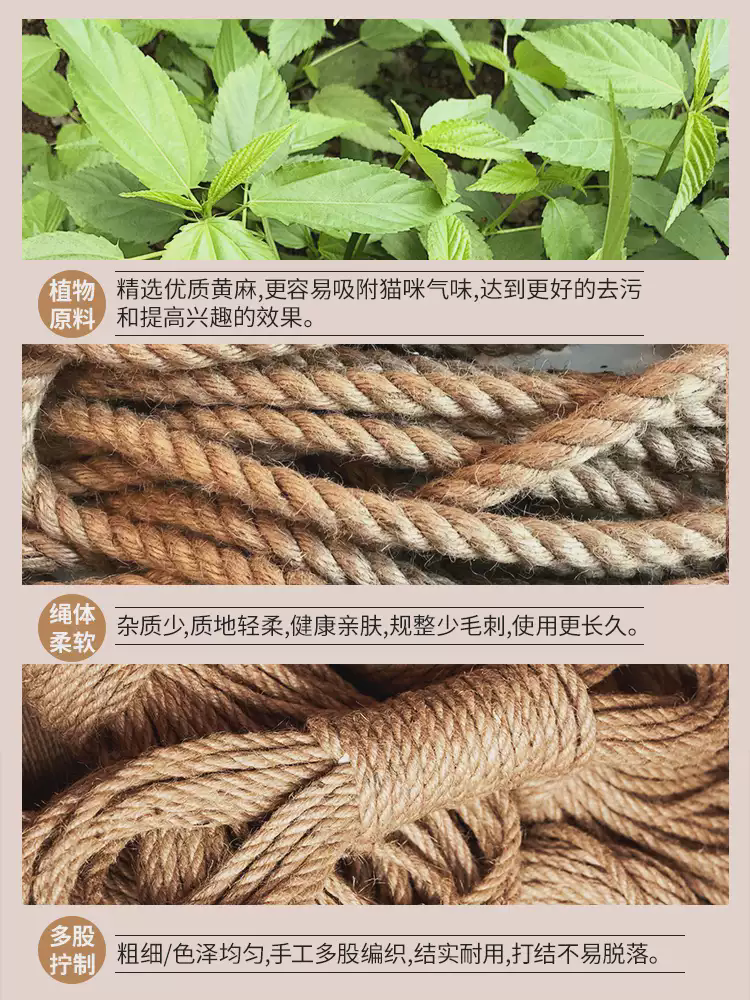 植物
原料
精选优质黄麻,更容易吸附猫咪气味,达到更好的去污
和提高兴趣的效果。
绳体
柔软
杂质少,质地轻柔,健康亲肤,规整少毛刺,使用更长久。
多股
拧制
粗细/色泽均匀,手工多股编织,结实耐用,打结不易脱落。